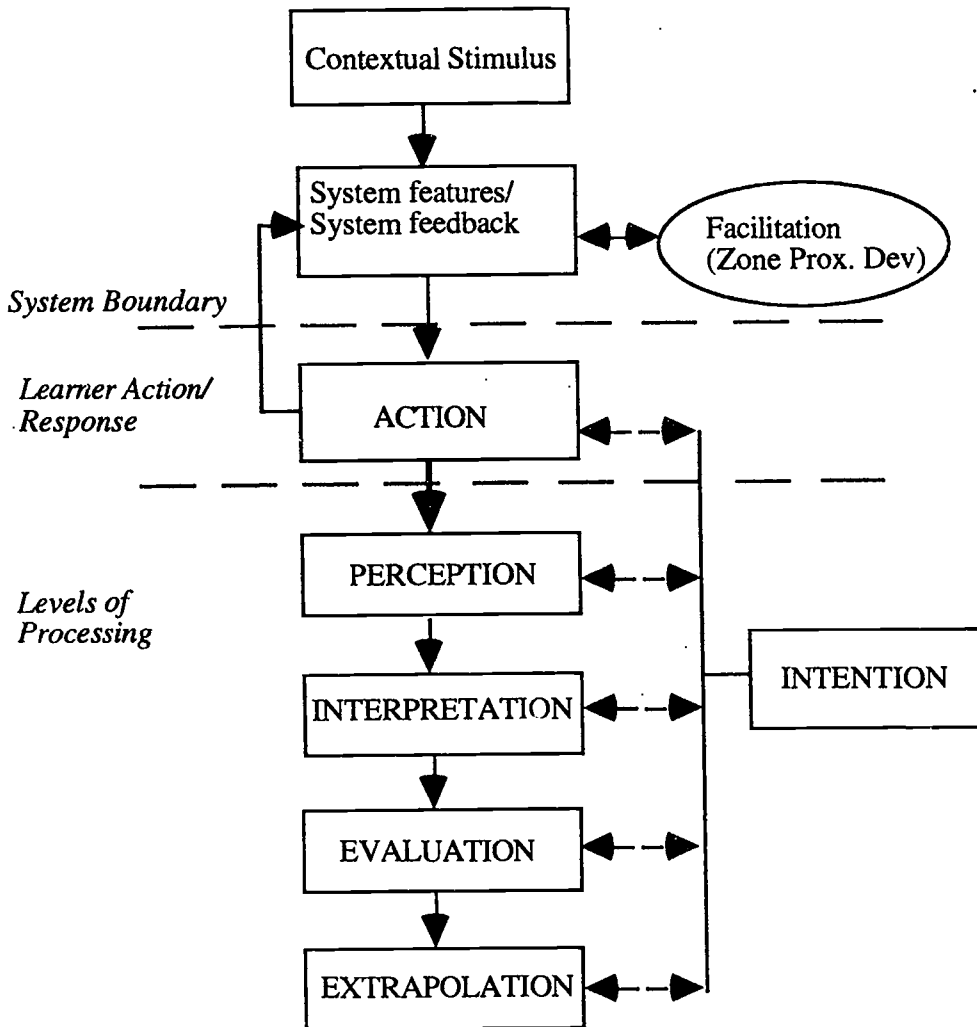 Contextual Stimulus
System features/
System feedback
Facilitation
(Zone Prox. Dev)
System Boundary
Learner Action/
Response
ACTION
PERCEPTION
Levels of
Processing
INTENTION
INTERPRETATION
EVALUATION
EXTRAPOLATION